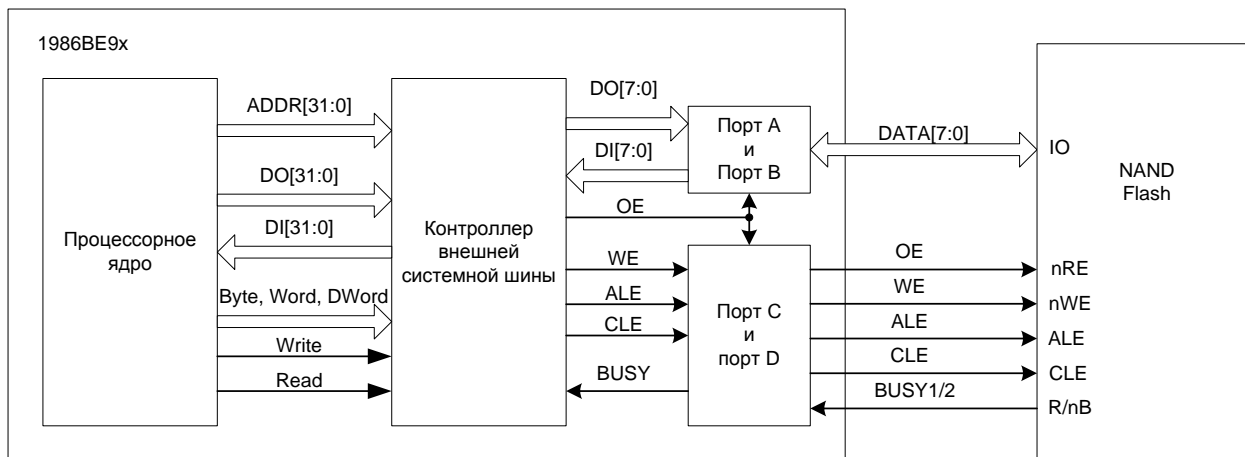 1986BE9x
Процессорное
ядро
ADDR[31:0]
DO[31:0]
DI[31:0]
Byte, Word, DWord
Write
Read
Контроллер
внешней
системной шины
DO[7:0]
DI[7:0]
OE
WE
ALE
CLE
BUSY
Порт А
и
Порт В
Порт С
и
порт D
DATA[7:0]
OE
WE
ALE
CLE
BUSY1/2
IO
NAND
Flash
nRE
nWE
ALE
CLE
R/nB